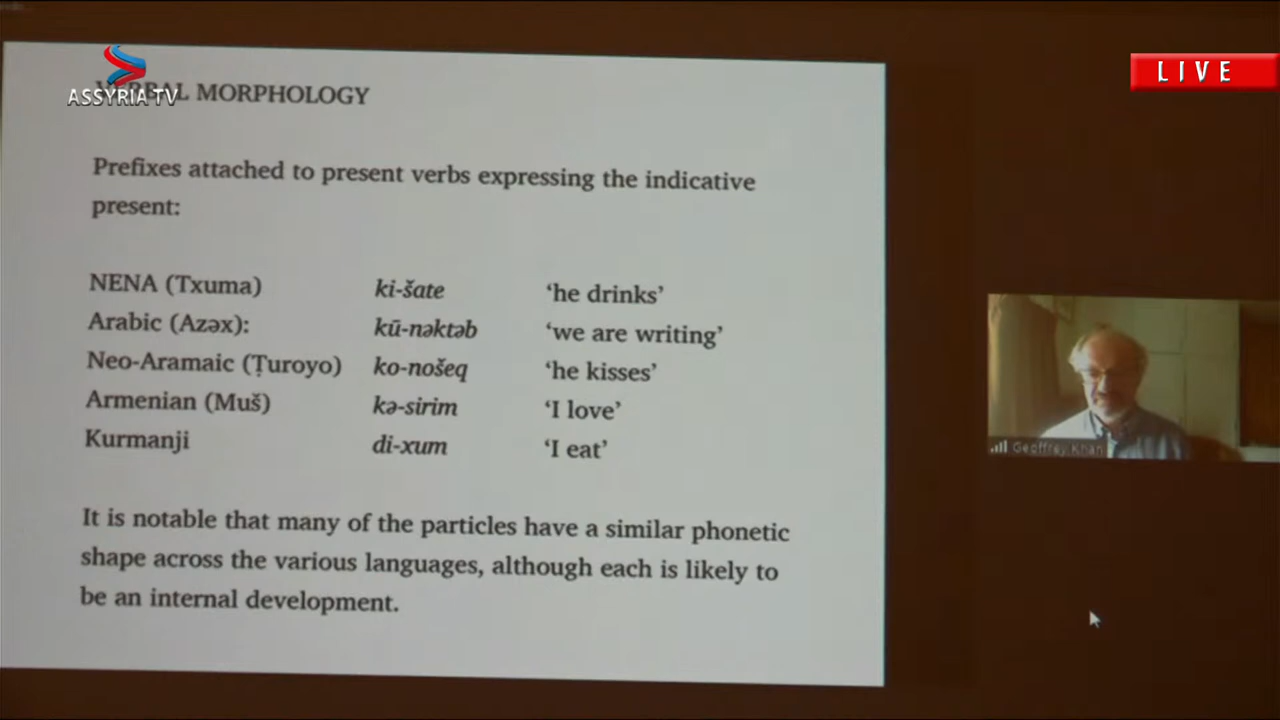 ASSYRIA TV
LIVE
VERBAL MORPHOLOGY
Prefixes attached to present verbs expressing the indicative
present:
NENA (Txuma) ki-šate ‘he drinks’
Arabic (Azəx): kū-nəktəb ‘we are writing’
Neo-Aramaic (Ṭuroyo) ko-nošeq ‘he kisses’
Armenian (Muš) kə-sirim ‘I love’
Kurmanji di-xum ‘I eat’
It is notable that many of the particles have a similar phonetic
shape across the various languages, although each is likely to
be an internal development.
Geoffrey Khan